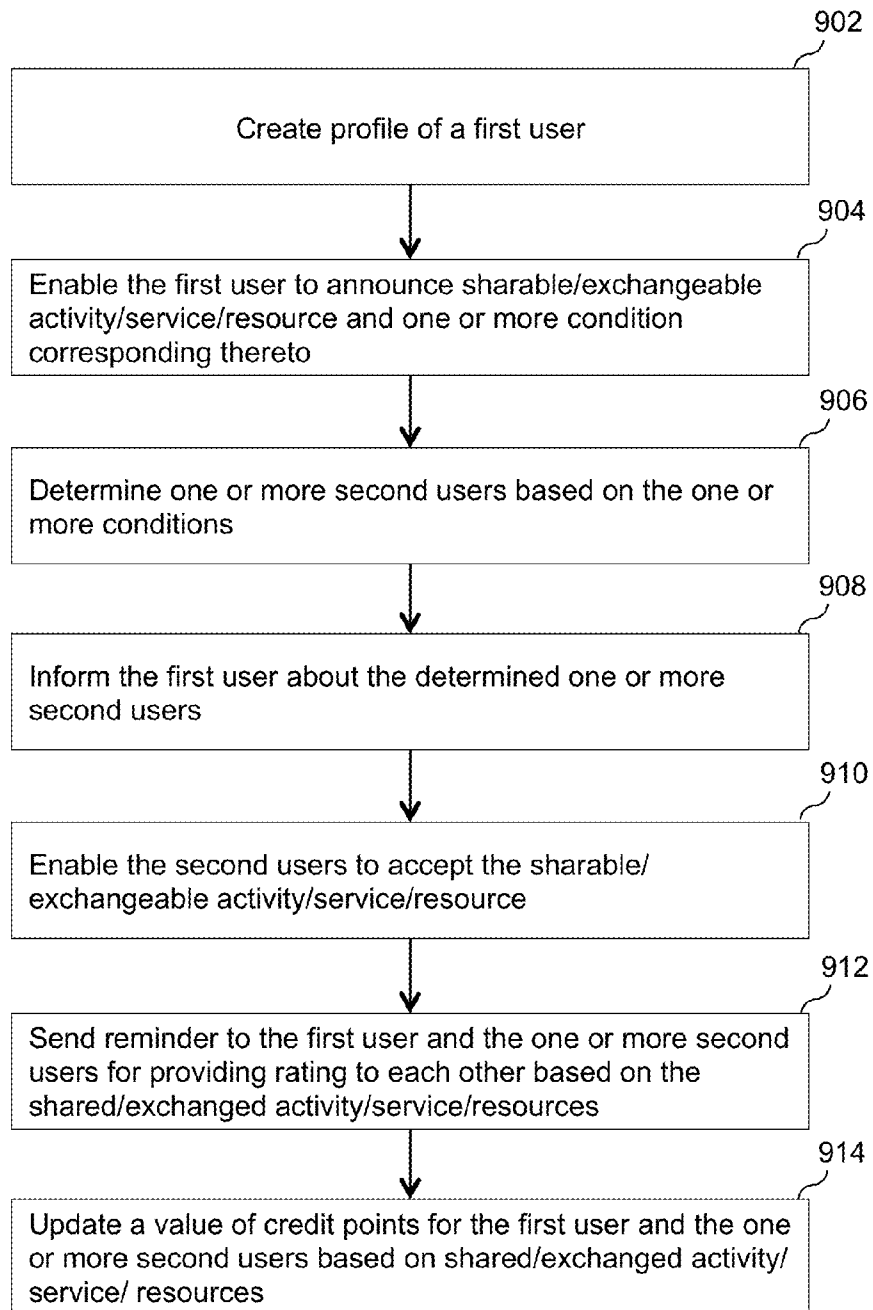 902
Create profile of a first user
904
Enable the first user to announce sharable/exchangeable
activity/service/resource and one or more condition
corresponding thereto
906
Determine one or more second users based on the one or
more conditions
908
Inform the first user about the determined one or more
second users
910
Enable the second users to accept the sharable/
exchangeable activity/service/resource
912
Send reminder to the first user and the one or more second
users for providing rating to each other based on the
shared/exchanged activity/service/resources
914
Update a value of credit points for the first user and the one
or more second users based on shared/exchanged activity/
service/ resources